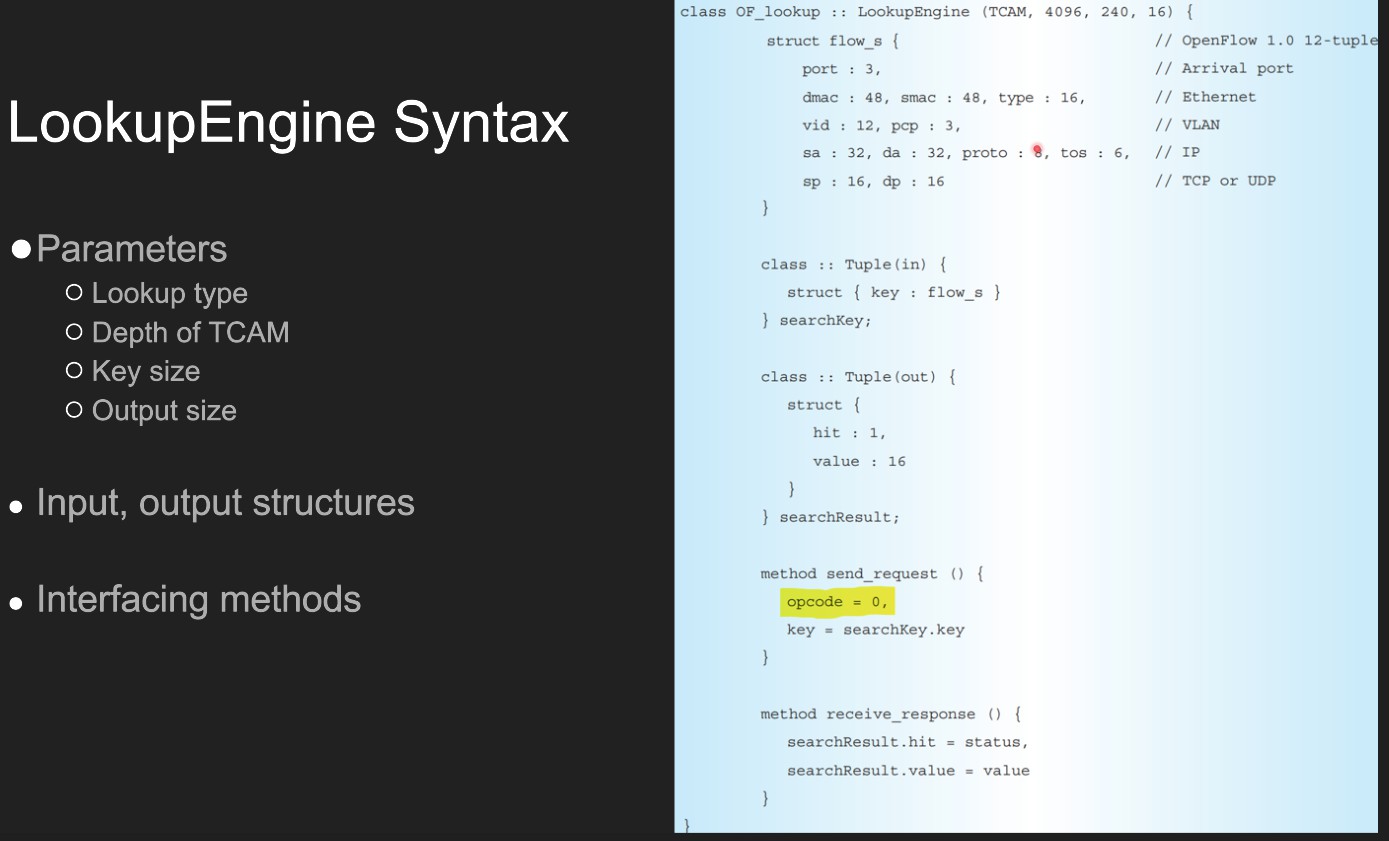 LookupEngine Syntax
Parameters
Lookup type
Depth of TCAM
Key size
Output size
Input, output structures
Interfacing methods
class OF_lookup :: LookupEngine (TCAM, 4096, 240, 16) {
struct flow_s { // OpenFlow 1.0 12-tuple
port : 3, // Arrival port
dmac : 48, smac : 48, type : 16, // Ethernet
vid : 12, pcp : 3, // VLAN
sa : 32, da : 32, proto : 8, tos : 6, // IP
sp : 16, dp : 16 // TCP or UDP
}
class :: Tuple(in) {
struct { key : flow_s }
} searchKey;
class :: Tuple(out) {
struct {
hit : 1,
value : 16
}
} searchResult;
method send_request () {
opcode = 0,
key = searchKey.key
}
method receive_response () {
searchResult.hit = status,
searchResult.value = value
}
}